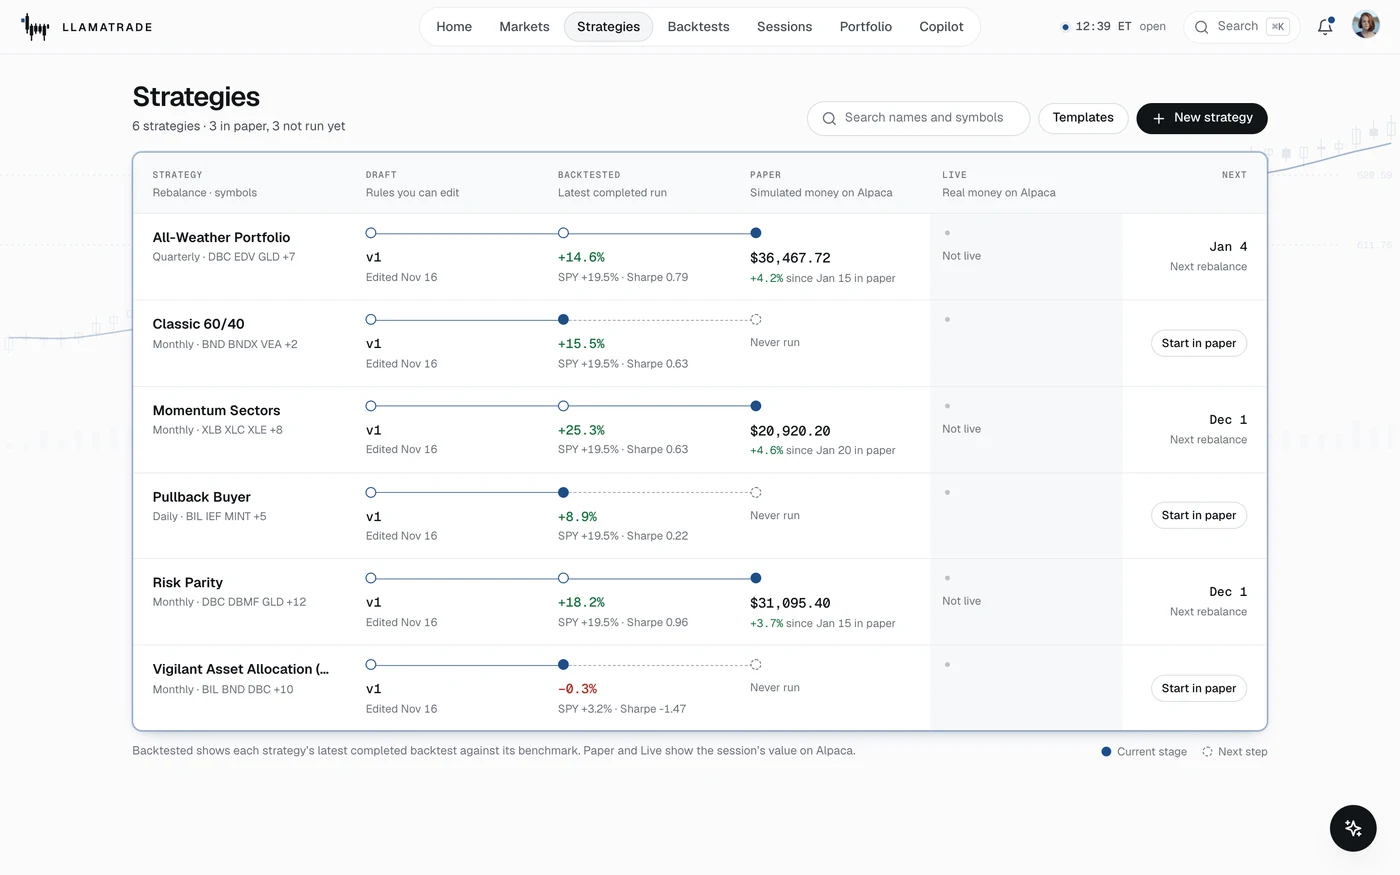 LLAMATRADE
Home Markets Strategies Backtests Sessions Portfolio Copilot
12:39 ET open
Search ⌘K
Strategies
6 strategies · 3 in paper, 3 not run yet
Search names and symbols
Templates
+ New strategy
STRATEGY DRAFT BACKTESTED PAPER LIVE NEXT
Rebalance · symbols Rules you can edit Latest completed run Simulated money on Alpaca Real money on Alpaca
620.59
611.76
All-Weather Portfolio
Quarterly · DBC EDV GLD +7
v1
Edited Nov 16
+14.6%
SPY +19.5% · Sharpe 0.79
$36,467.72
+4.2% since Jan 15 in paper
Not live
Jan 4
Next rebalance
Classic 60/40
Monthly · BND BNDX VEA +2
v1
Edited Nov 16
+15.5%
SPY +19.5% · Sharpe 0.63
Never run
Start in paper
Momentum Sectors
Monthly · XLB XLC XLE +8
v1
Edited Nov 16
+25.3%
SPY +19.5% · Sharpe 0.63
$20,920.20
+4.6% since Jan 20 in paper
Not live
Dec 1
Next rebalance
Pullback Buyer
Daily · BIL IEF MINT +5
v1
Edited Nov 16
+8.9%
SPY +19.5% · Sharpe 0.22
Never run
Start in paper
Risk Parity
Monthly · DBC DBMF GLD +12
v1
Edited Nov 16
+18.2%
SPY +19.5% · Sharpe 0.96
$31,095.40
+3.7% since Jan 15 in paper
Not live
Dec 1
Next rebalance
Vigilant Asset Allocation (...
Monthly · BIL BND DBC +10
v1
Edited Nov 16
−0.3%
SPY +3.2% · Sharpe -1.47
Never run
Start in paper
Backtested shows each strategy's latest completed backtest against its benchmark. Paper and Live show the session's value on Alpaca.
Current stage Next step